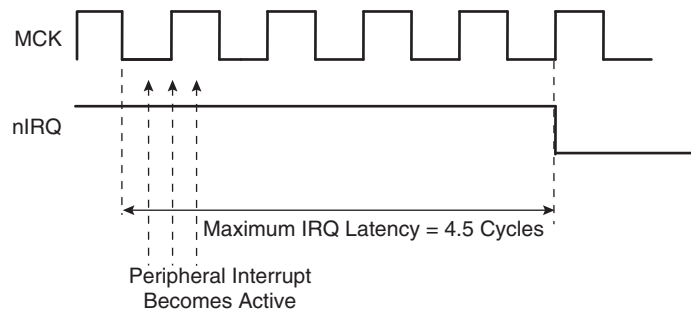 MCK
nIRQ
Maximum IRQ Latency = 4.5 Cycles
Peripheral Interrupt
Becomes Active